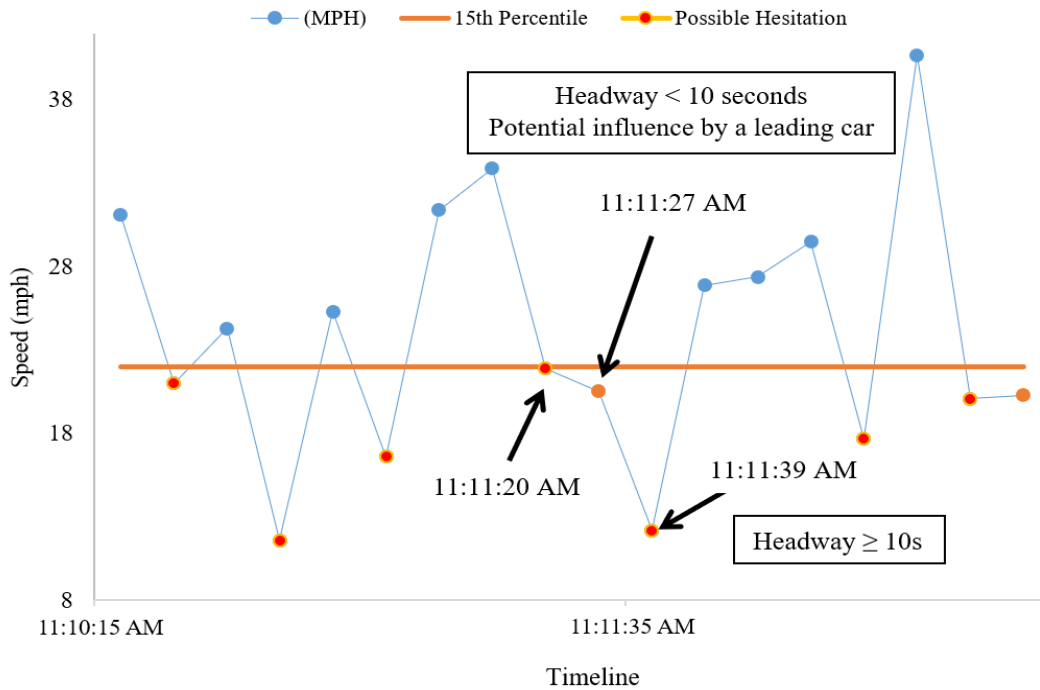 (MPH)
15th Percentile
Possible Hesitation
38
Headway < 10 seconds
Potential influence by a leading car
11:11:27 AM
28
Speed (mph)
18
11:11:20 AM
11:11:39 AM
Headway ≥ 10s
8
11:10:15 AM
11:11:35 AM
Timeline